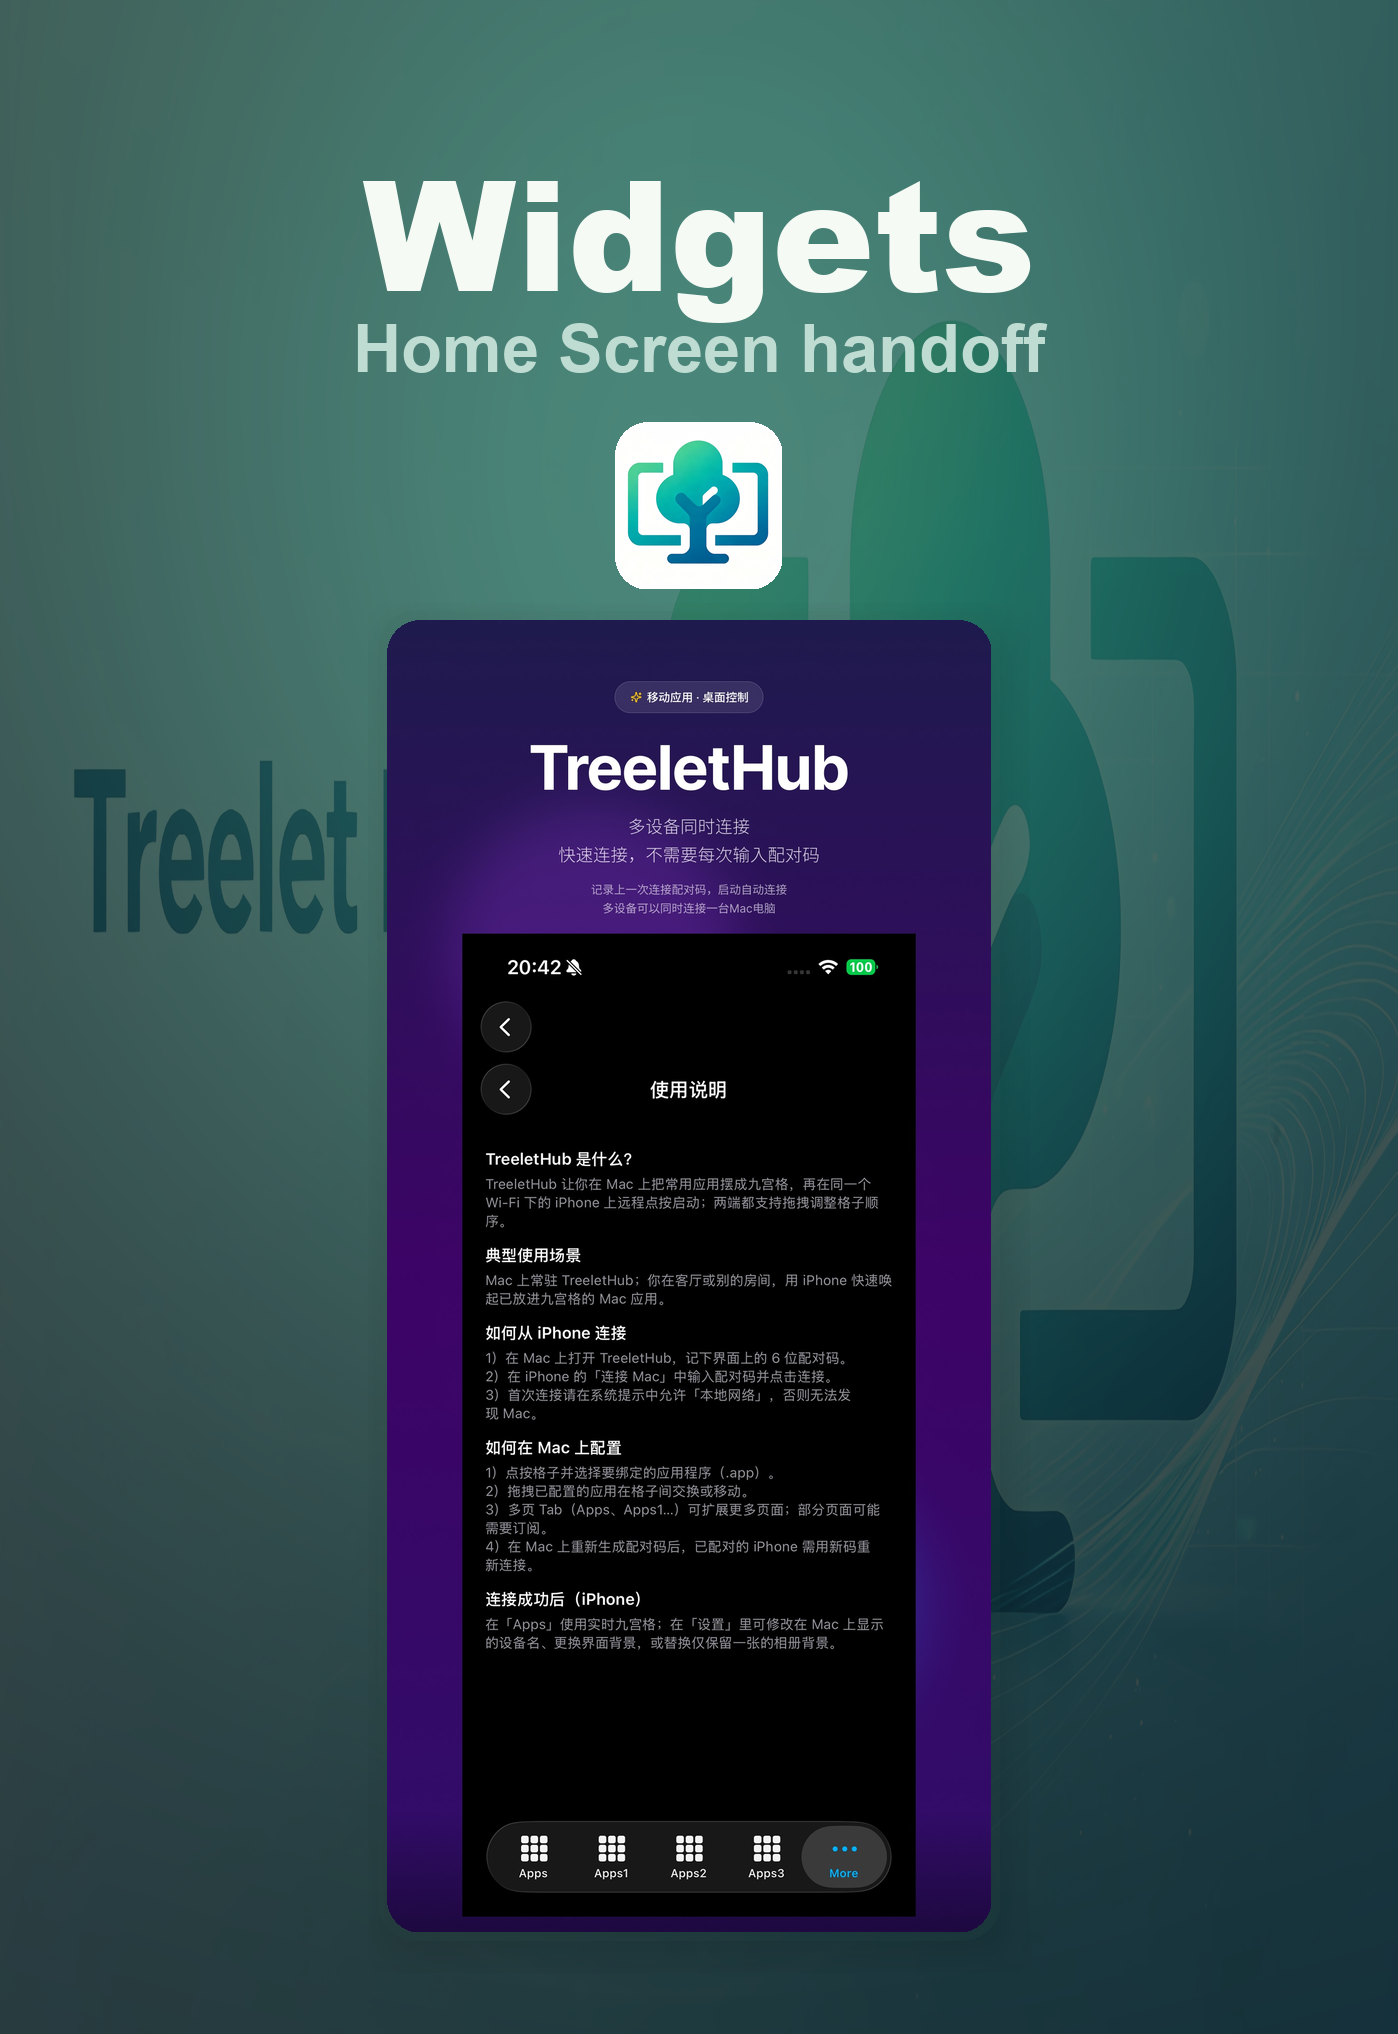 Widgets
Home Screen handoff
Treelet
移动应用 · 桌面控制
TreeletHub
多设备同时连接
快速连接，不需要每次输入配对码
记录上一次连接配对码，启动自动连接
多设备可以同时连接一台Mac电脑
20:42
100
使用说明
TreeletHub 是什么？
TreeletHub 让你在 Mac 上把常用应用摆成九宫格，再在同一个
Wi-Fi 下的 iPhone 上远程点按启动；两端都支持拖拽调整格子顺
序。
典型使用场景
Mac 上常驻 TreeletHub；你在客厅或别的房间，用 iPhone 快速唤
起已放进九宫格的 Mac 应用。
如何从 iPhone 连接
1）在 Mac 上打开 TreeletHub，记下界面上的 6 位配对码。
2）在 iPhone 的「连接 Mac」中输入配对码并点击连接。
3）首次连接请在系统提示中允许「本地网络」，否则无法发
现 Mac。
如何在 Mac 上配置
1）点按格子并选择要绑定的应用程序（.app）。
2）拖拽已配置的应用在格子间交换或移动。
3）多页 Tab（Apps、Apps1...）可扩展更多页面；部分页面可能
需要订阅。
4）在 Mac 上重新生成配对码后，已配对的 iPhone 需用新码重
新连接。
连接成功后（iPhone）
在「Apps」使用实时九宫格；在「设置」里可修改在 Mac 上显示
的设备名、更换界面背景，或替换仅保留一张的相册背景。
Apps
Apps1
Apps2
Apps3
More